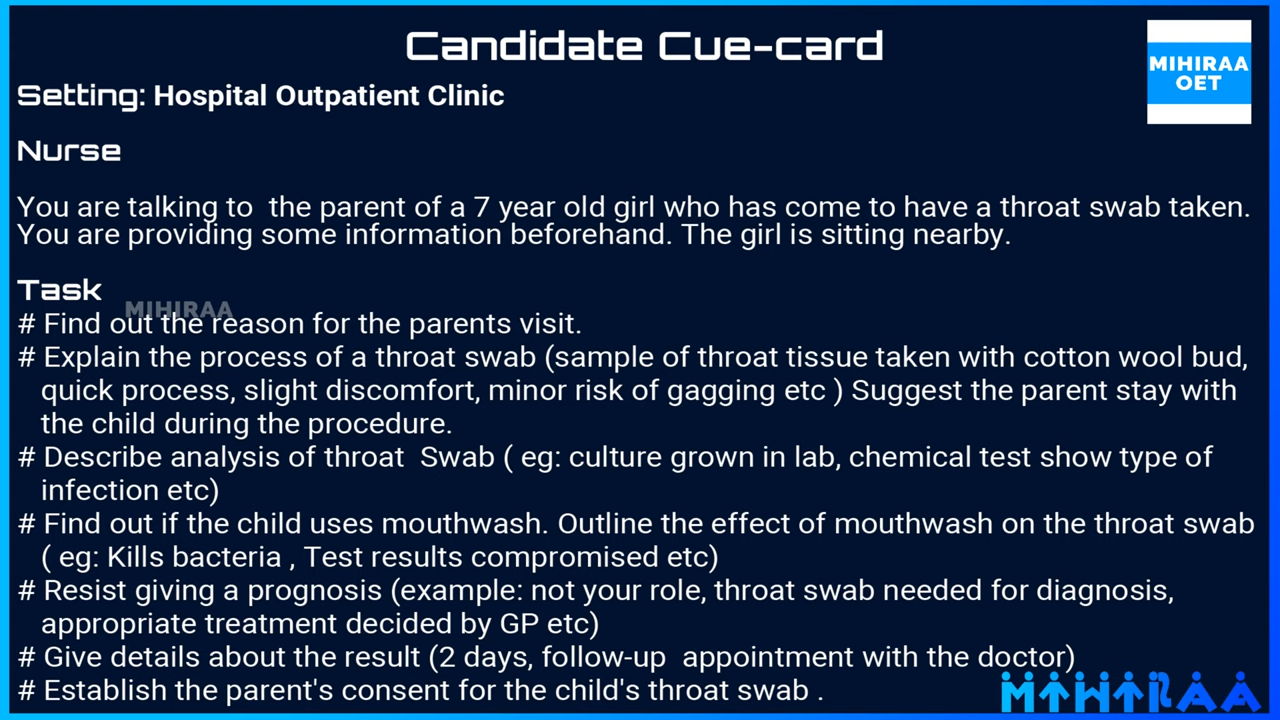 Candidate Cue-card
MIHIRAA
OET
Setting: Hospital Outpatient Clinic
Nurse
You are talking to the parent of a 7 year old girl who has come to have a throat swab taken.
You are providing some information beforehand. The girl is sitting nearby.
Task
MIHIRAA
# Find out the reason for the parents visit.
# Explain the process of a throat swab (sample of throat tissue taken with cotton wool bud,
quick process, slight discomfort, minor risk of gagging etc ) Suggest the parent stay with
the child during the procedure.
# Describe analysis of throat Swab ( eg: culture grown in lab, chemical test show type of
infection etc)
# Find out if the child uses mouthwash. Outline the effect of mouthwash on the throat swab
( eg: Kills bacteria , Test results compromised etc)
# Resist giving a prognosis (example: not your role, throat swab needed for diagnosis,
appropriate treatment decided by GP etc)
# Give details about the result (2 days, follow-up appointment with the doctor)
# Establish the parent's consent for the child's throat swab .
MIHIRAA